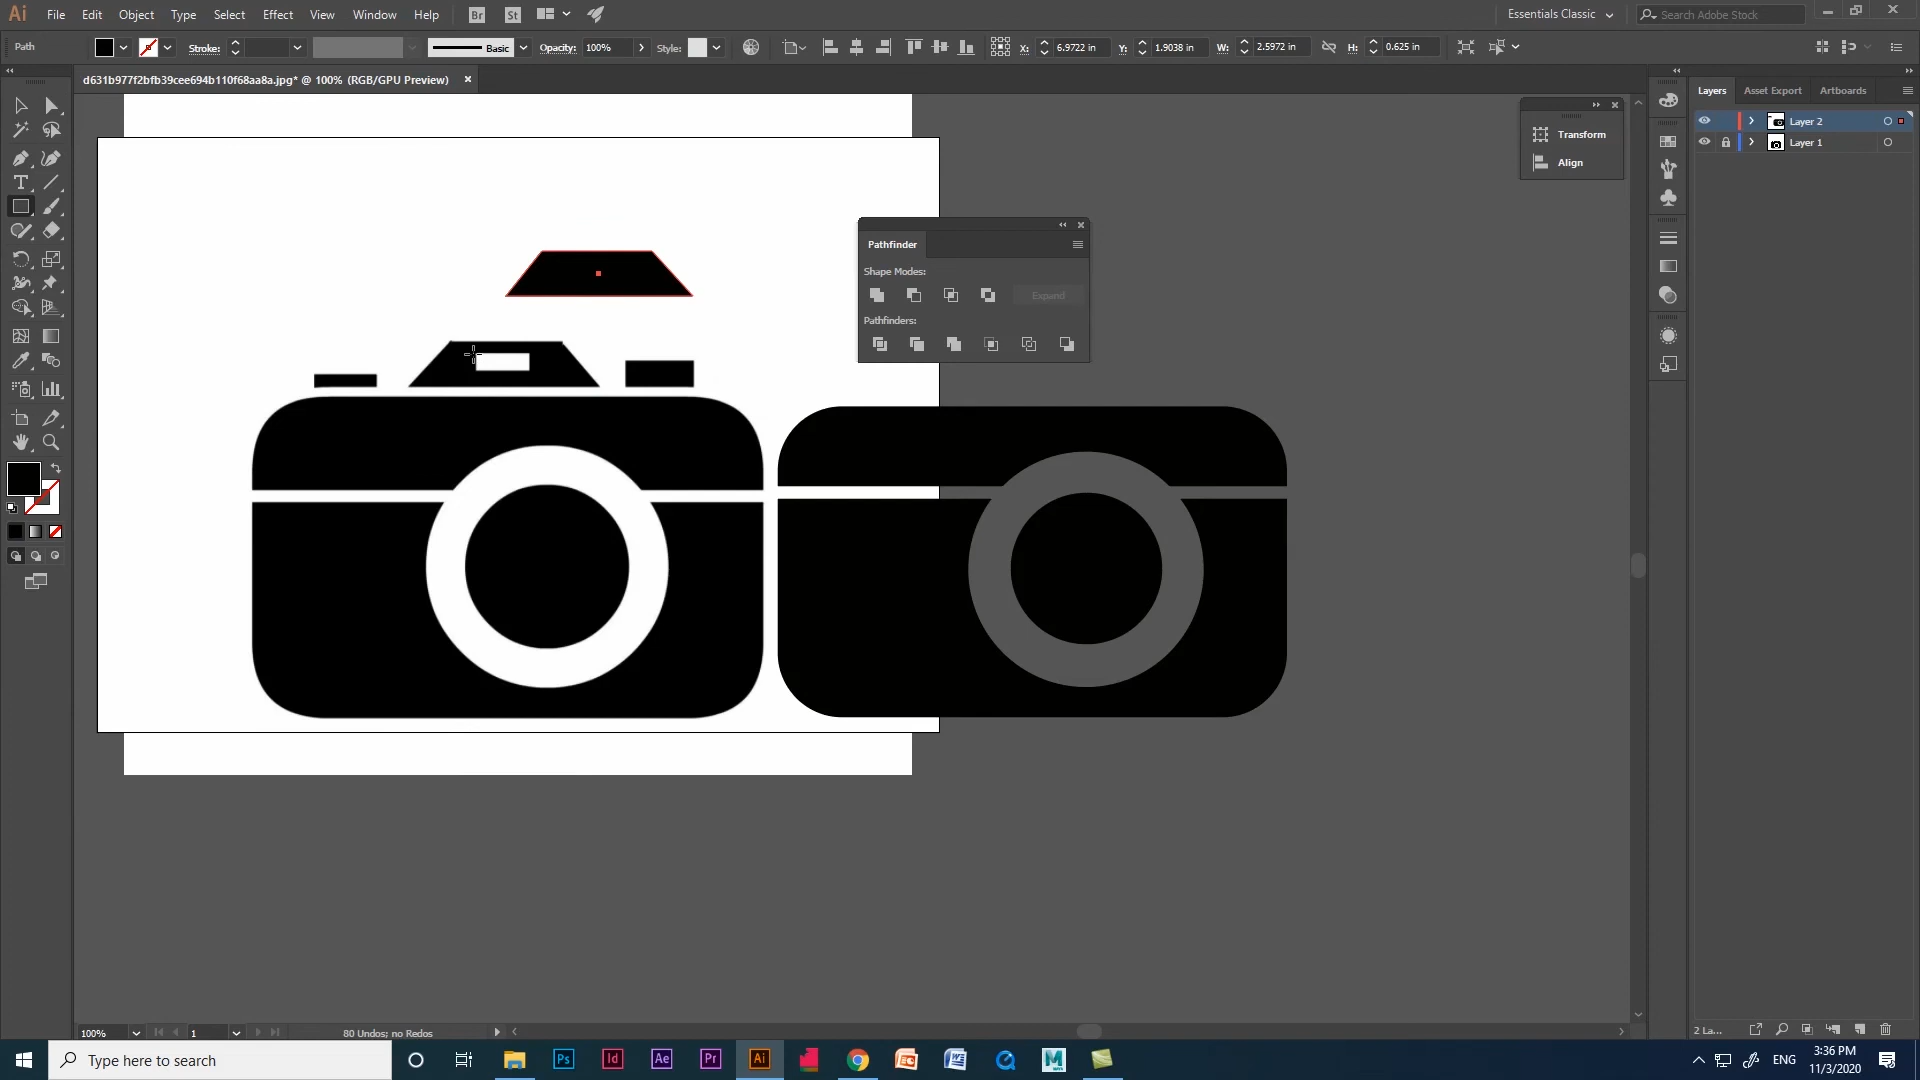 Ai File Edit Object Type Select Effect View Window Help Br St Essentials Classic Search Adobe Stock
Path Stroke: Basic Opacity: 100% Style: X: 6.9722 in Y: 1.9038 in W: 2.5972 in H: 0.625 in
d631b977f2bfb39cee694b110f68aa8a.jpg* @ 100% (RGB/GPU Preview)
Layers Asset Export Artboards
Layer 2
Layer 1
Transform
Align
Pathfinder
Shape Modes:
Expand
Pathfinders:
100% 1 80 Undos; no Redos 2 La...
Type here to search Ps Id Ae Pr Ai ENG
3:36 PM
11/3/2020